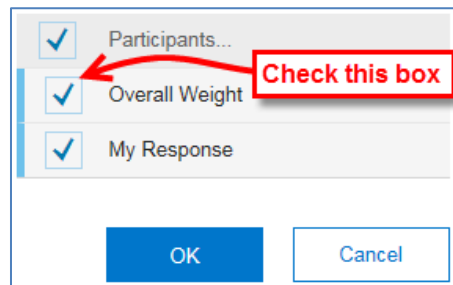 Participants...
Check this box
Overall Weight
My Response
OK
Cancel